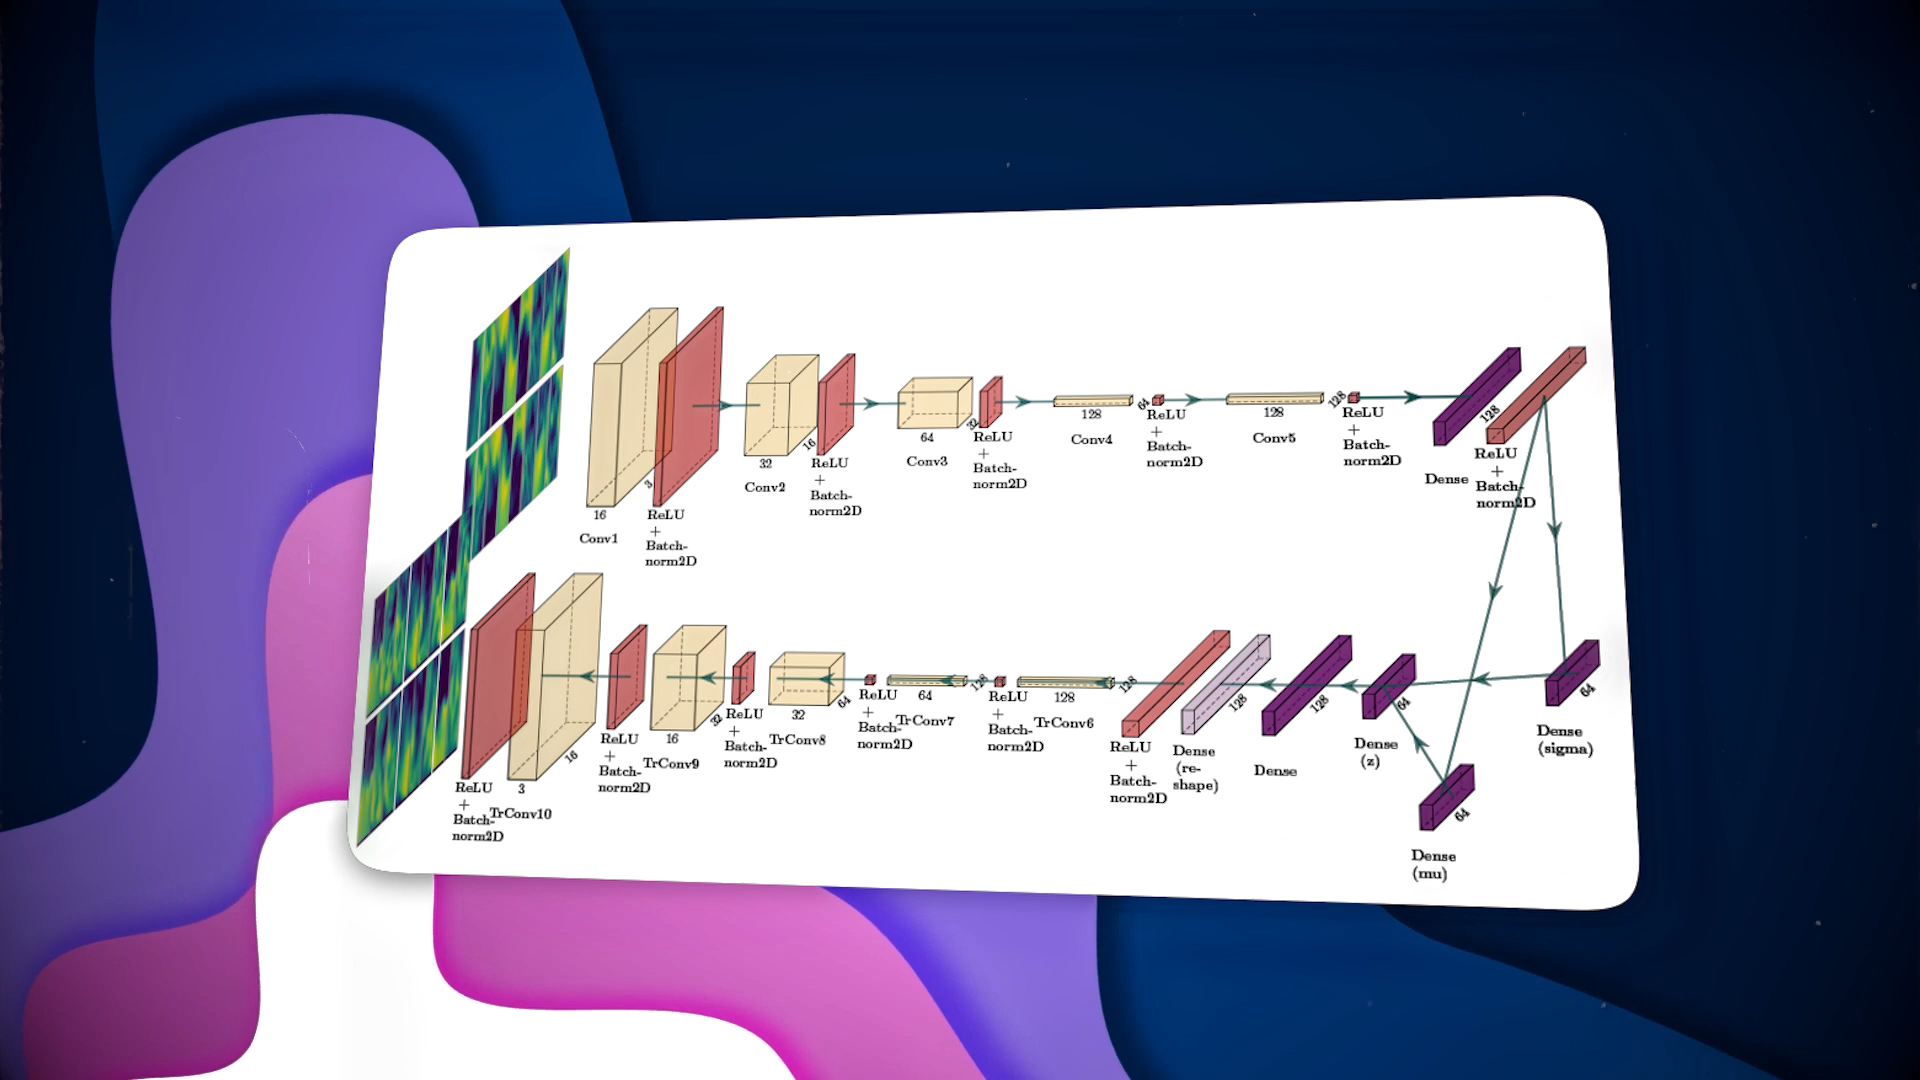 16
3
Conv1
ReLU
+
Batch-
norm2D
32
16
Conv2
ReLU
+
Batch-
norm2D
64
32
Conv3
ReLU
+
Batch-
norm2D
128
64
Conv4
ReLU
+
Batch-
norm2D
128
128
Conv5
ReLU
+
Batch-
norm2D
128
Dense
ReLU
+
Batch-
norm2D
64
Dense
(sigma)
64
Dense
(mu)
64
Dense
(z)
128
Dense
128
Dense
(re-
shape)
ReLU
+
Batch-
norm2D
128
128
TrConv6
ReLU
+
Batch-
norm2D
64
128
TrConv7
ReLU
+
Batch-
norm2D
32
64
TrConv8
ReLU
+
Batch-
norm2D
16
32
TrConv9
ReLU
+
Batch-
norm2D
3
16
TrConv10
ReLU
+
Batch-
norm2D